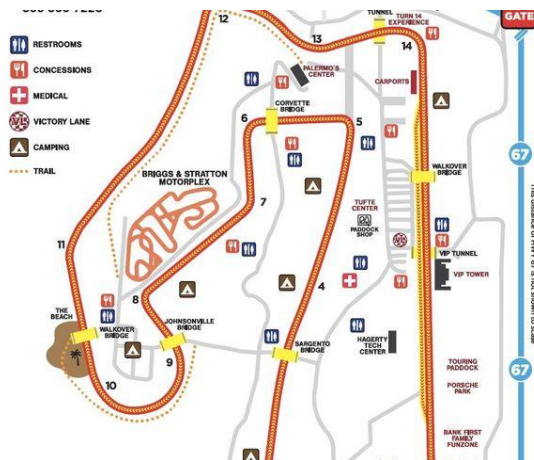 RESTROOMS
CONCESSIONS
MEDICAL
VL
VICTORY LANE
CAMPING
TRAIL
12
13
TUNNEL
TURN 14
EXPERIENCE
14
GATE
PALERMO'S
CENTER
CARPORTS
CORVETTE
BRIDGE
6
5
67
WALKOVER
BRIDGE
BRIGGS & STRATTON
MOTORPLEX
7
TUFTE
CENTER
PADDOCK
SHOP
VL
VIP TUNNEL
VIP TOWER
11
4
8
THE
BEACH
WALKOVER
BRIDGE
JOHNSONVILLE
BRIDGE
9
10
SARGENTO
BRIDGE
HAGERTY
TECH
CENTER
TOURING
PADDOCK
PORSCHE
PARK
67
BANK FIRST
FAMILY
FUNZONE